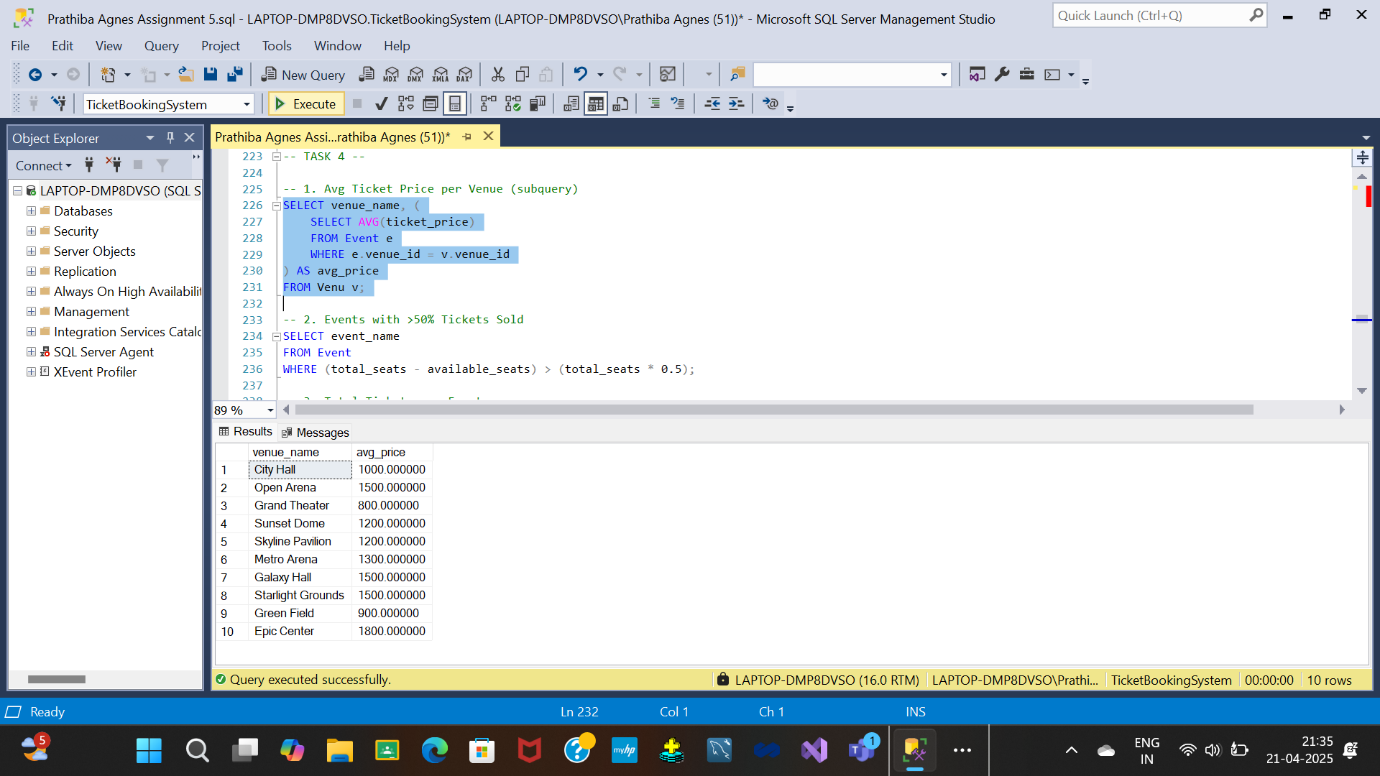 Prathiba Agnes Assignment 5.sql - LAPTOP-DMP8DVSO.TicketBookingSystem (LAPTOP-DMP8DVSO\Prathiba Agnes (51))* - Microsoft SQL Server Management Studio
Quick Launch (Ctrl+Q)
File Edit View Query Project Tools Window Help
New Query MDX DMX XMLA DAX
TicketBookingSystem Execute
Object Explorer
Connect
LAPTOP-DMP8DVSO (SQL S
Databases
Security
Server Objects
Replication
Always On High Availabilit
Management
Integration Services Catalo
SQL Server Agent
XEvent Profiler
Prathiba Agnes Assi...rathiba Agnes (51))*
223 -- TASK 4 --
224
225 -- 1. Avg Ticket Price per Venue (subquery)
226 SELECT venue_name, (
227 SELECT AVG(ticket_price)
228 FROM Event e
229 WHERE e.venue_id = v.venue_id
230 ) AS avg_price
231 FROM Venu v;
232
233 -- 2. Events with >50% Tickets Sold
234 SELECT event_name
235 FROM Event
236 WHERE (total_seats - available_seats) > (total_seats * 0.5);
237
89 %
Results Messages
venue_name avg_price
1 City Hall 1000.000000
2 Open Arena 1500.000000
3 Grand Theater 800.000000
4 Sunset Dome 1200.000000
5 Skyline Pavilion 1200.000000
6 Metro Arena 1300.000000
7 Galaxy Hall 1500.000000
8 Starlight Grounds 1500.000000
9 Green Field 900.000000
10 Epic Center 1800.000000
Query executed successfully. LAPTOP-DMP8DVSO (16.0 RTM) LAPTOP-DMP8DVSO\Prathi... TicketBookingSystem 00:00:00 10 rows
Ready Ln 232 Col 1 Ch 1 INS
5
myhp
1
ENG
IN
21:35
21-04-2025